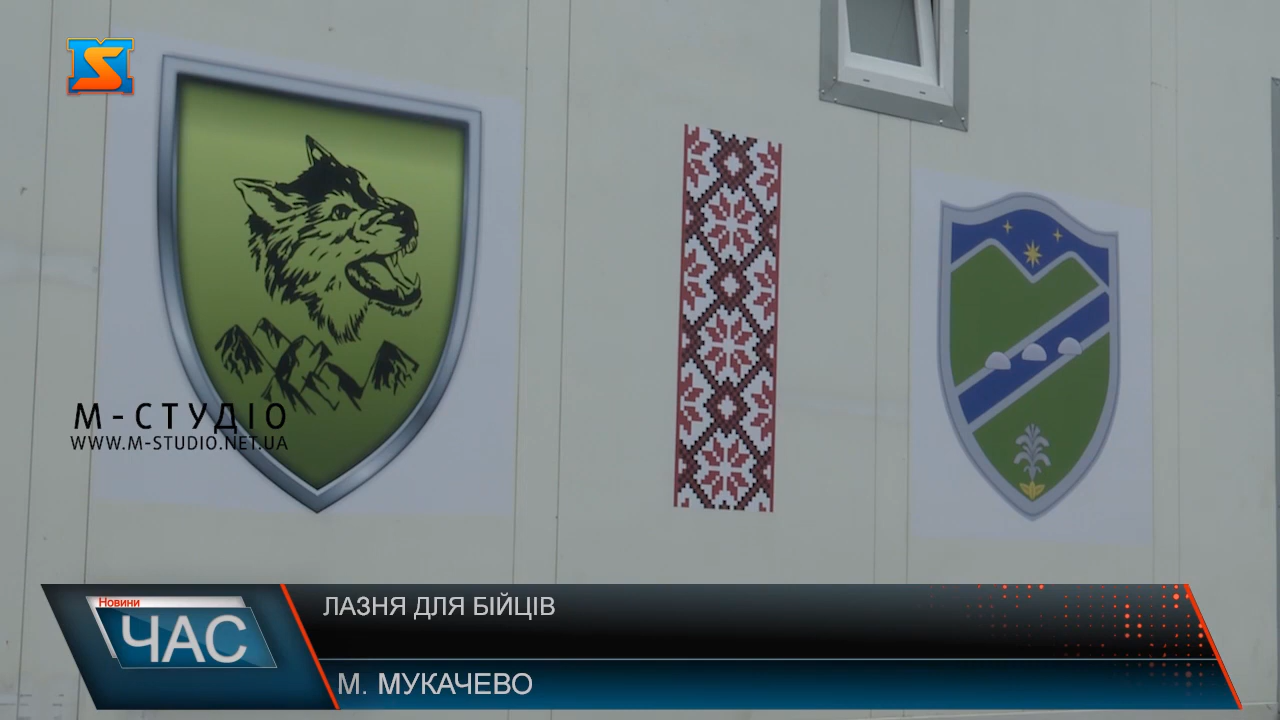 М-СТУДІО
WWW.M-STUDIO.NET.UA
Новини
ЧАС
ЛАЗНЯ ДЛЯ БІЙЦІВ
М. МУКАЧЕВО